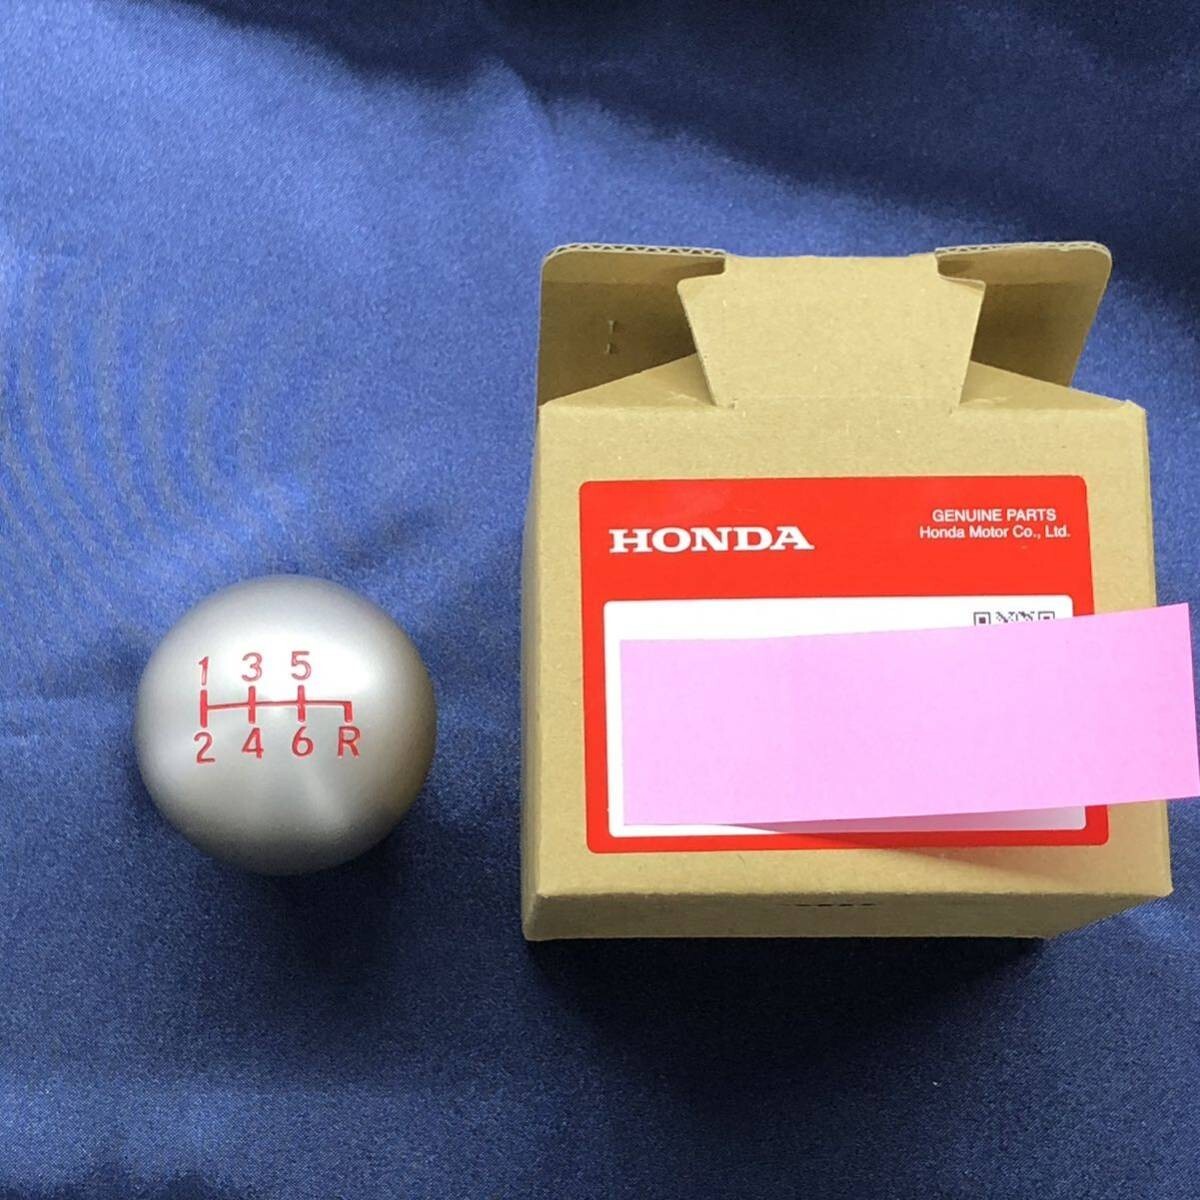 1 3 5
2 4 6 R
HONDA
GENUINE PARTS
Honda Motor Co., Ltd.